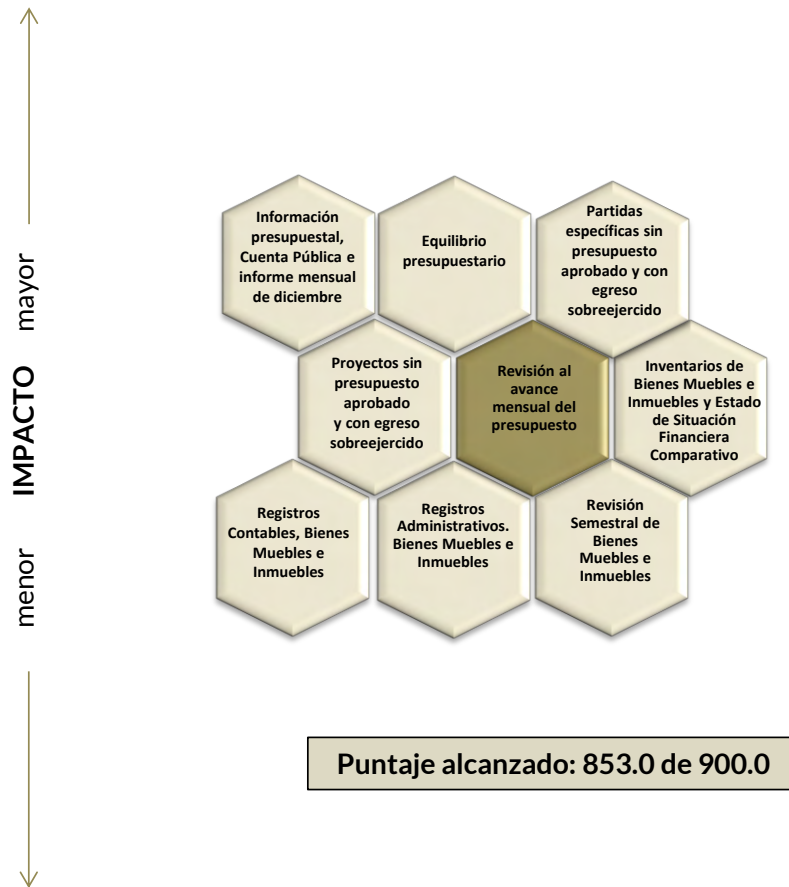 mayor
IMPACTO
menor
Información
presupuestal,
Cuenta Pública e
informe mensual
de diciembre
Equilibrio
presupuestario
Partidas
específicas sin
presupuesto
aprobado y con
egreso
sobreejercido
Proyectos sin
presupuesto
aprobado
y con egreso
sobreejercido
Revisión al
avance
mensual del
presupuesto
Inventarios de
Bienes Muebles e
Inmuebles y Estado
de Situación
Financiera
Comparativo
Registros
Contables, Bienes
Muebles e
Inmuebles
Registros
Administrativos.
Bienes Muebles e
Inmuebles
Revisión
Semestral de
Bienes
Muebles e
Inmuebles
Puntaje alcanzado: 853.0 de 900.0